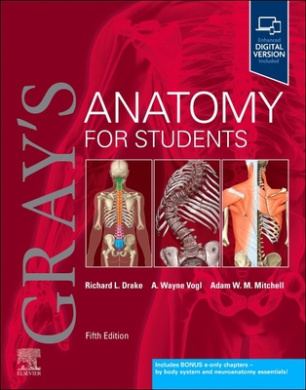 Enhanced
DIGITAL
VERSION
Included
GRAY'S
ANATOMY
FOR STUDENTS
Richard L. Drake A. Wayne Vogl Adam W. M. Mitchell
Fifth Edition
Includes BONUS e-only chapters -
by body system and neuroanatomy essentials!
ELSEVIER